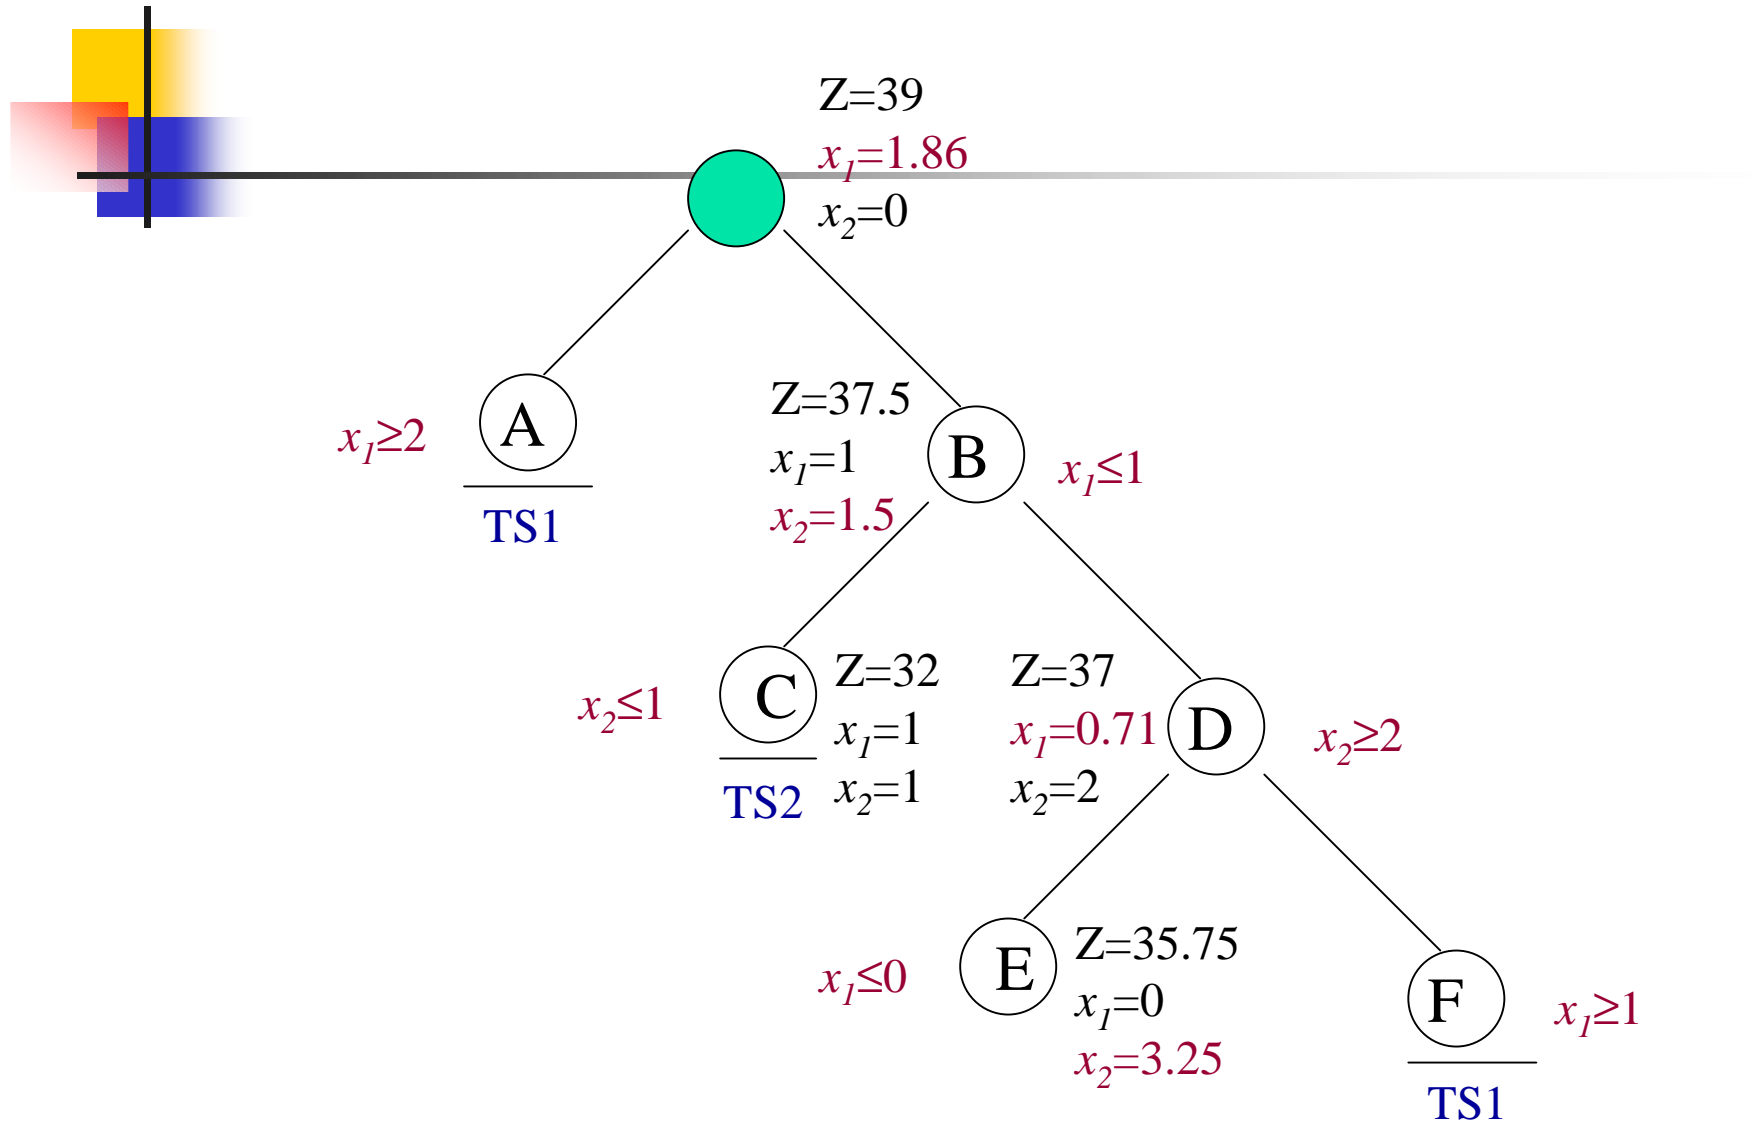 Z=39
x₁=1.86
x₂=0
A
x₁≥2
TS1
Z=37.5
x₁=1
x₂=1.5
B
x₁≤1
C
x₂≤1
TS2
Z=32
x₁=1
x₂=1
Z=37
x₁=0.71
x₂=2
D
x₂≥2
E
x₁≤0
Z=35.75
x₁=0
x₂=3.25
F
x₁≥1
TS1